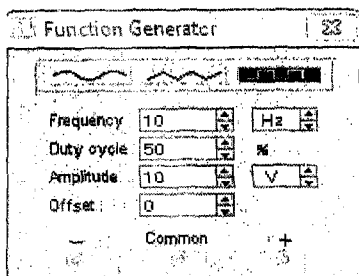 Function Generator
Frequency 10 Hz
Duty cycle 50 %
Amplitude 10 V
Offset: 0
− Common +